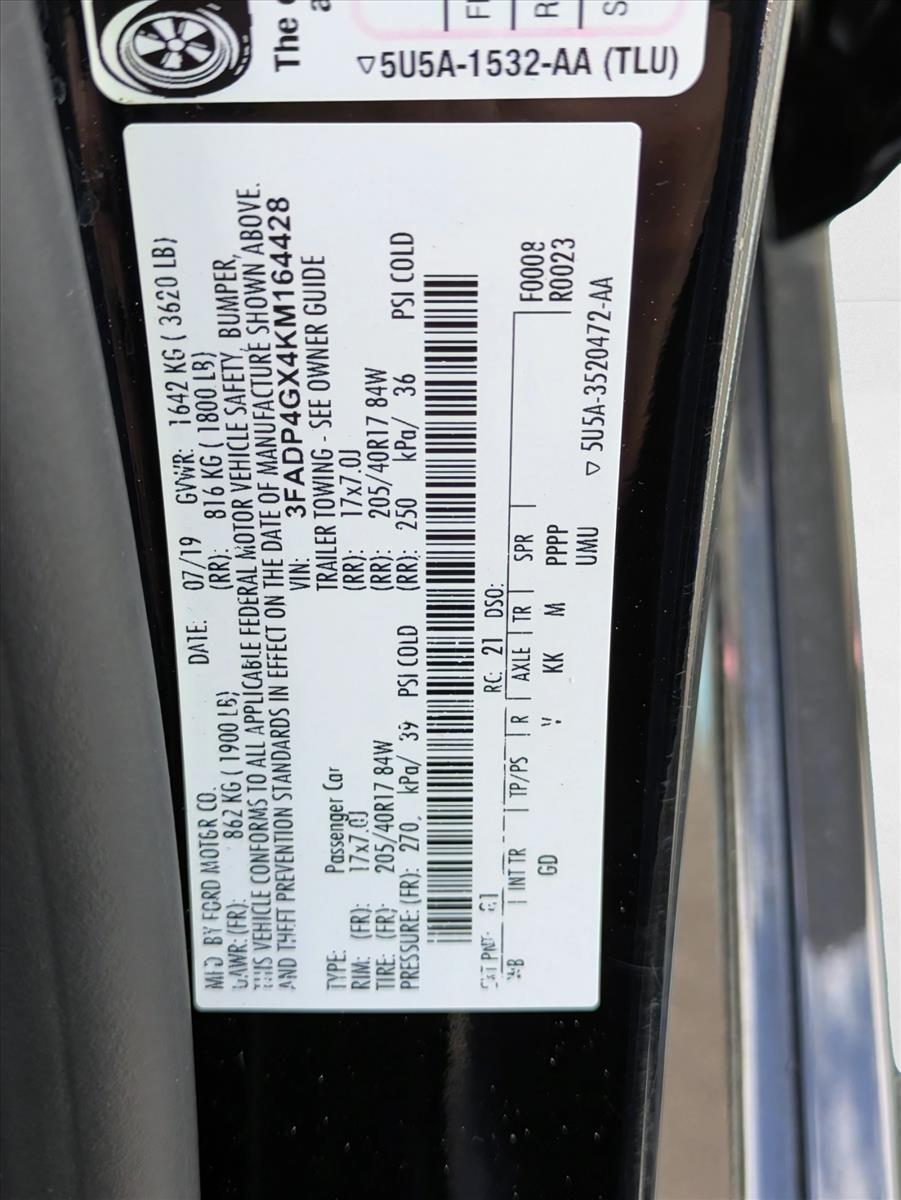 The
5U5A-1532-AA (TLU)
MFD BY FORD MOTOR CO. DATE: 07/19 GVWR: 1642 KG ( 3620 LB)
GAWR: (FR): 862 KG ( 1900 LB) (RR): 816 KG ( 1800 LB)
THIS VEHICLE CONFORMS TO ALL APPLICABLE FEDERAL MOTOR VEHICLE SAFETY, BUMPER,
AND THEFT PREVENTION STANDARDS IN EFFECT ON THE DATE OF MANUFACTURE SHOWN ABOVE.
VIN: 3FADP4GX4KM164428
TYPE: Passenger Car TRAILER TOWING - SEE OWNER GUIDE
RIM: (FR): 17x7.0J (RR): 17x7.0J
TIRE: (FR): 205/40R17 84W (RR): 205/40R17 84W
PRESSURE: (FR): 270 kPa/ 39 PSI COLD (RR): 250 kPa/ 36 PSI COLD
RC: 21 DSO:
INT TR TP/PS R AXLE TR SPR F0008
GD V KK M PPPP R0023
UMU
5U5A-3520472-AA